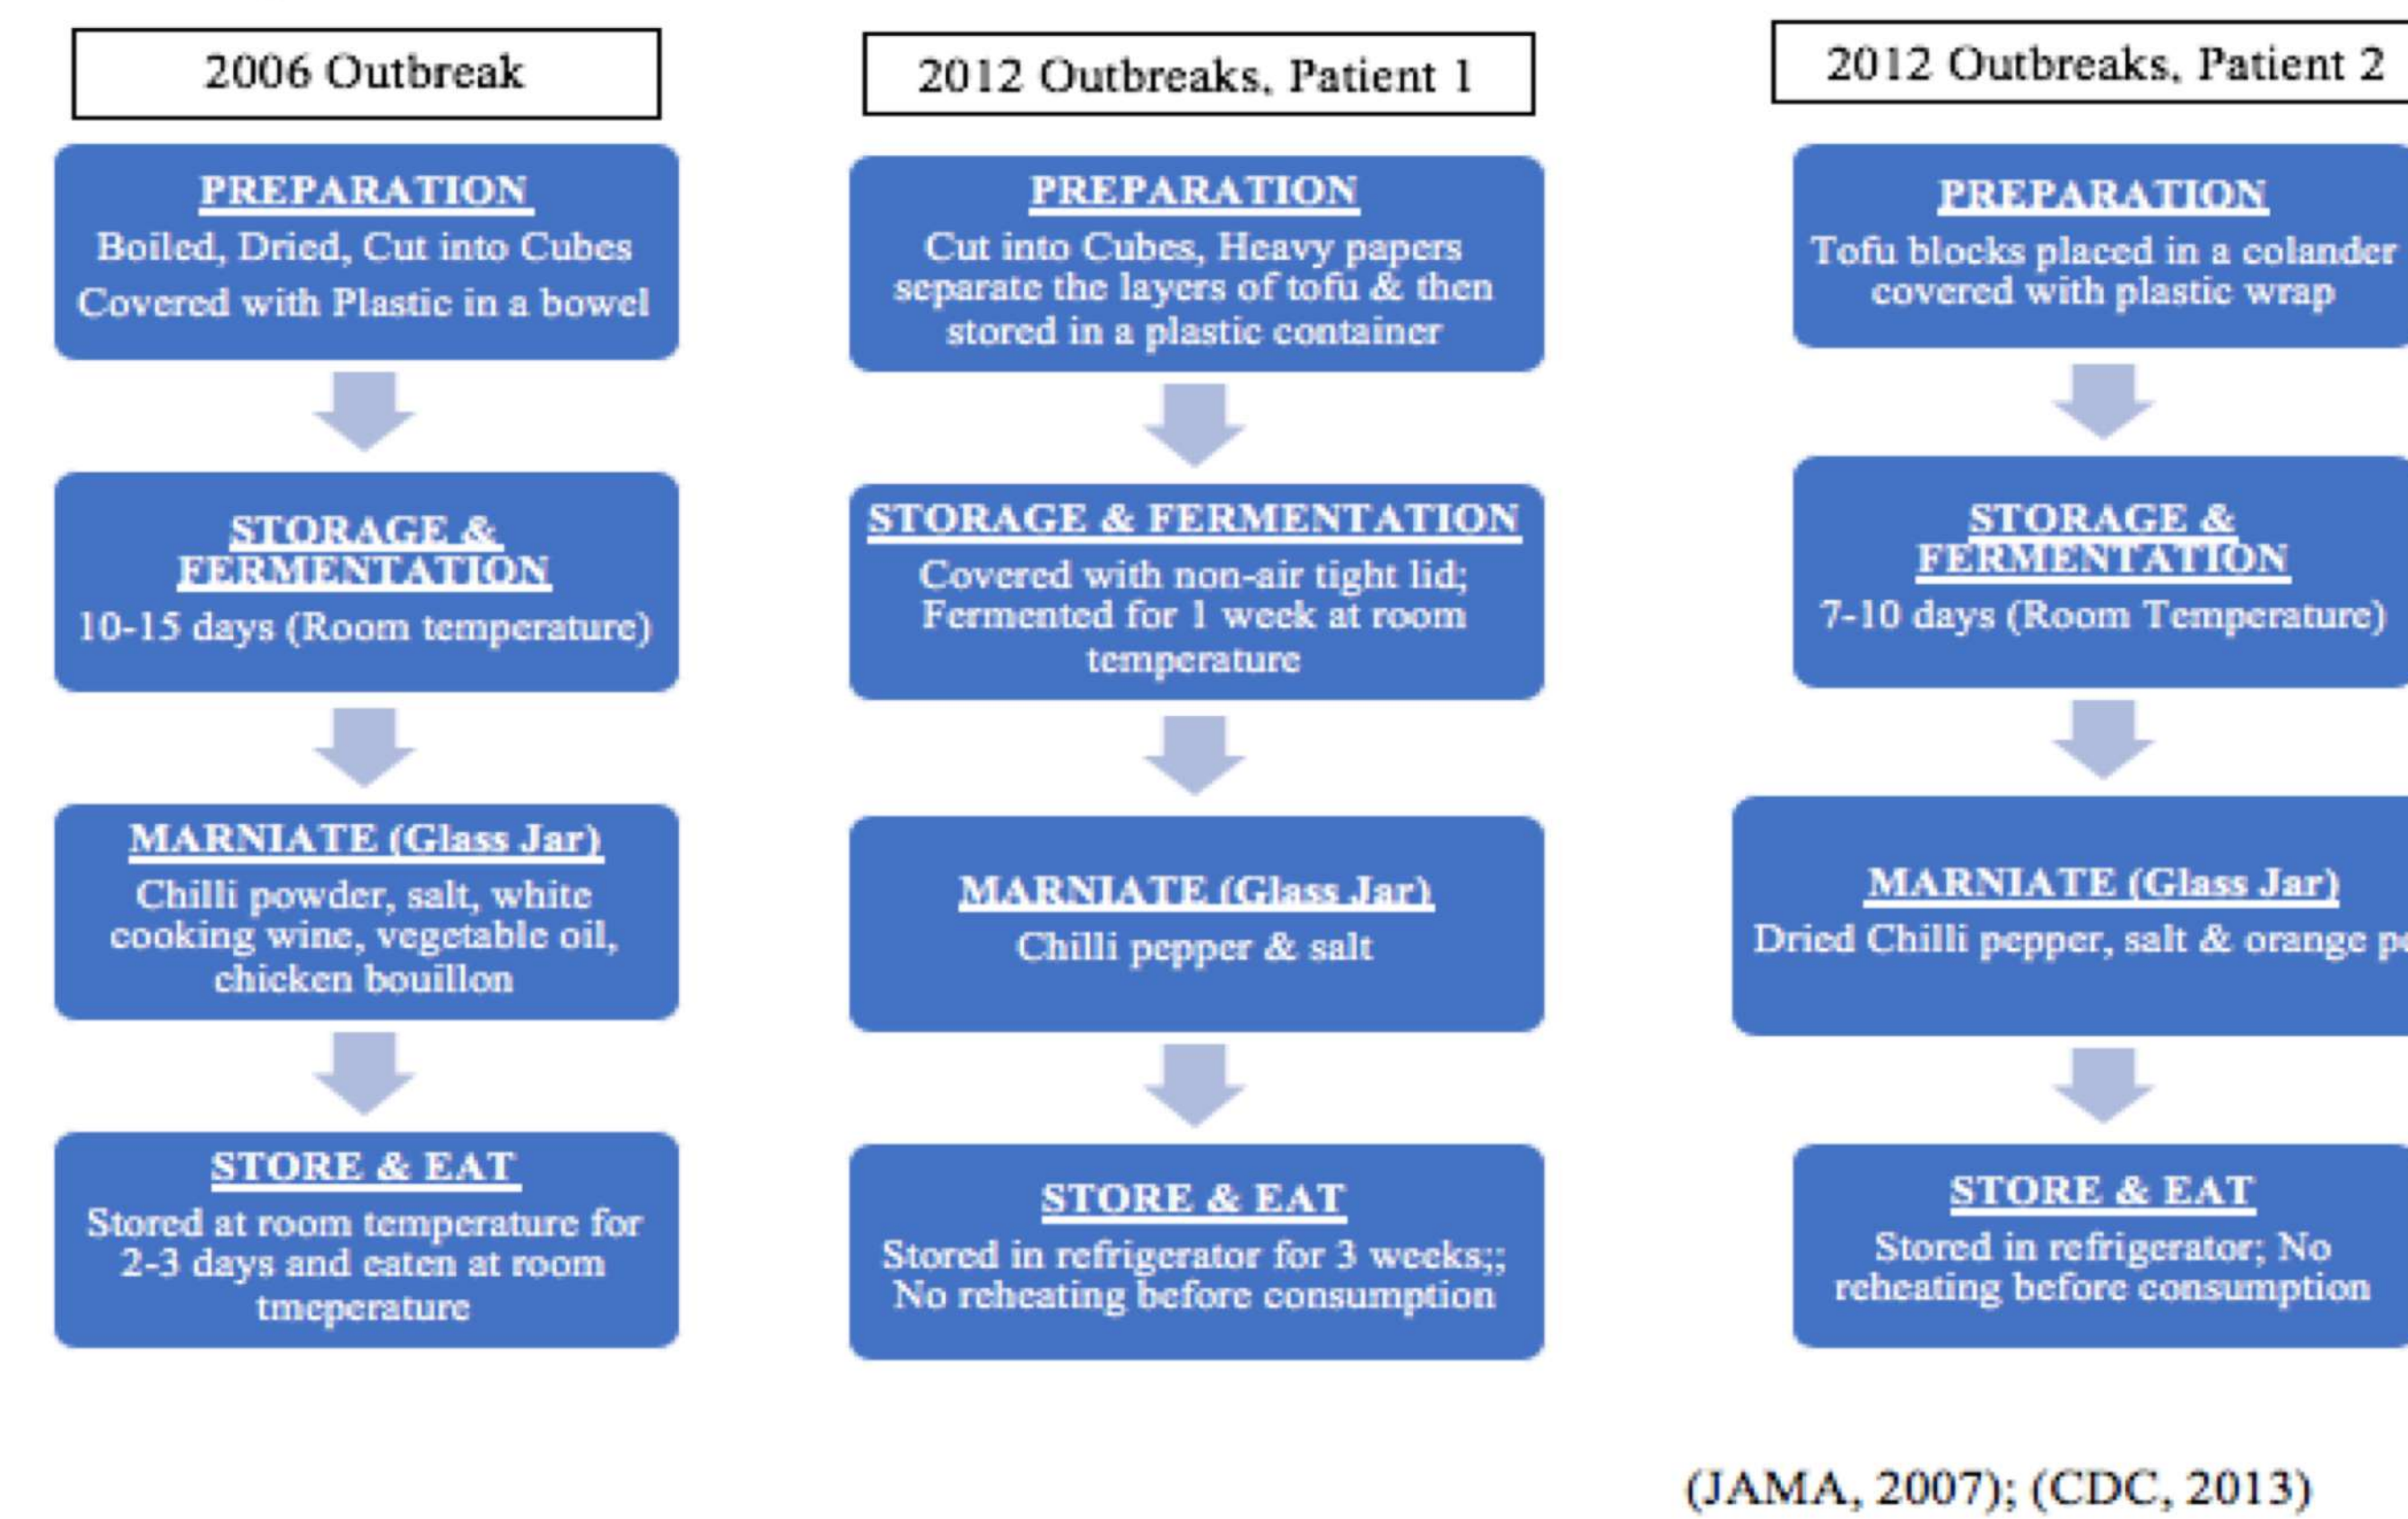 2006 Outbreak
PREPARATION
Boiled, Dried, Cut into Cubes
Covered with Plastic in a bowel
STORAGE &
FERMENTATION
10-15 days (Room temperature)
MARNIATE (Glass Jar)
Chilli powder, salt, white
cooking wine, vegetable oil,
chicken bouillon
STORE & EAT
Stored at room temperature for
2-3 days and eaten at room
tmeperature
2012 Outbreaks, Patient 1
PREPARATION
Cut into Cubes, Heavy papers
separate the layers of tofu & then
stored in a plastic container
STORAGE & FERMENTATION
Covered with non-air tight lid;
Fermented for 1 week at room
temperature
MARNIATE (Glass Jar)
Chilli pepper & salt
STORE & EAT
Stored in refrigerator for 3 weeks;;
No reheating before consumption
2012 Outbreaks, Patient 2
PREPARATION
Tofu blocks placed in a colander
covered with plastic wrap
STORAGE &
FERMENTATION
7-10 days (Room Temperature)
MARNIATE (Glass Jar)
Dried Chilli pepper, salt & orange
STORE & EAT
Stored in refrigerator; No
reheating before consumption
(JAMA, 2007); (CDC, 2013)